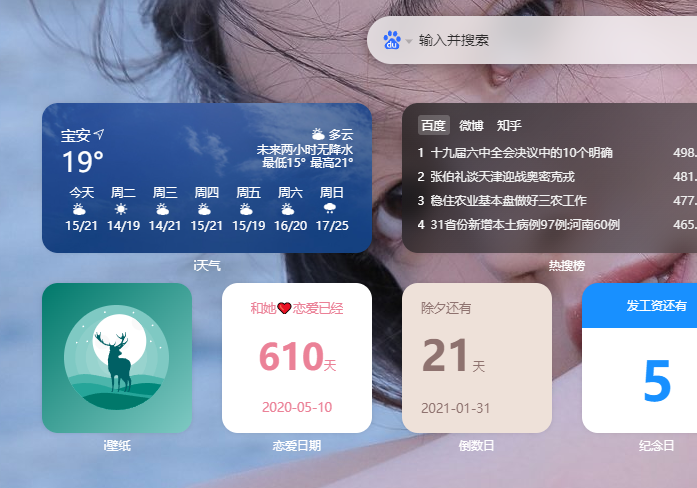 du 输入并搜索
宝安
19°
多云
未来两小时无降水
最低15° 最高21°
今天 周二 周三 周四 周五 周六 周日
15/21 14/19 14/21 15/21 15/19 16/20 17/25
i天气
百度 微博 知乎
1 十九届六中全会决议中的10个明确 498.
2 张伯礼谈天津迎战奥密克戎 481.
3 稳住农业基本盘做好三农工作 477.
4 31省份新增本土病例97例:河南60例 465.
热搜榜
i壁纸
和她❤恋爱已经
610天
2020-05-10
恋爱日期
除夕还有
21天
2021-01-31
倒数日
发工资还有
5
纪念日